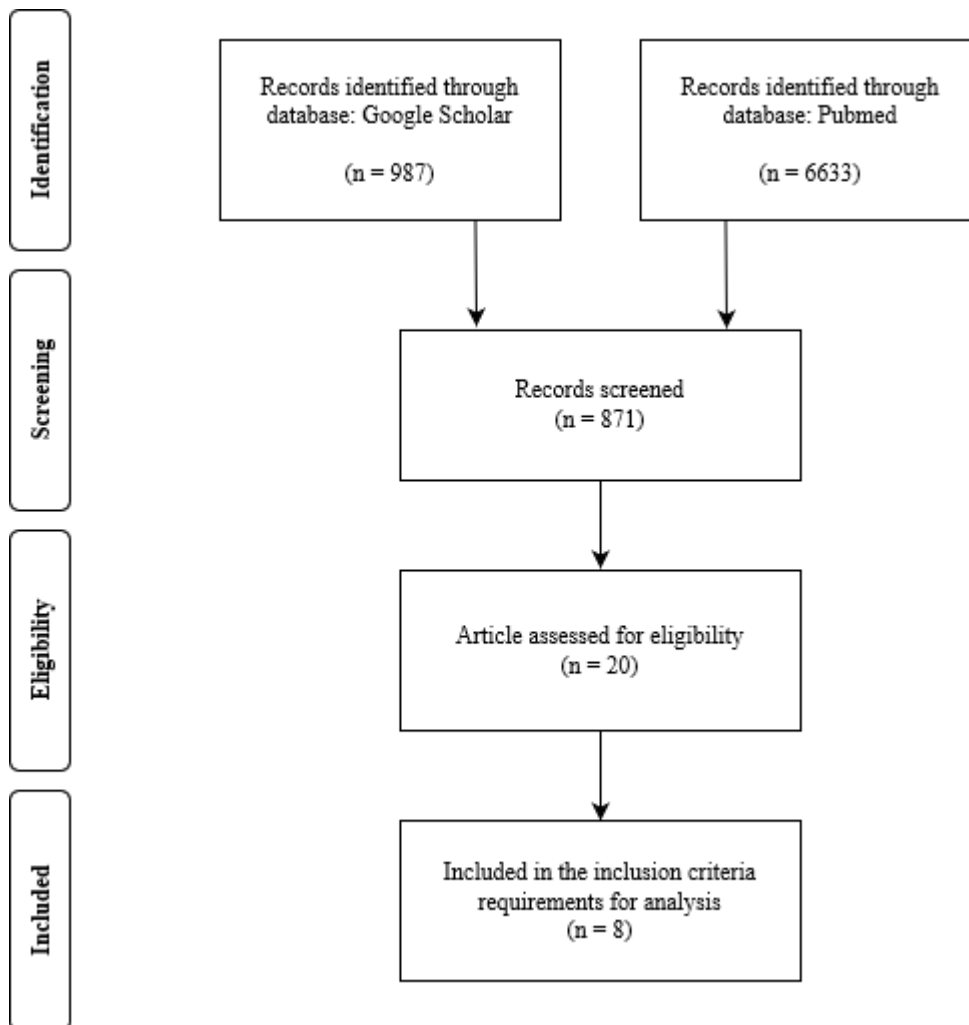 Identification
Records identified through
database: Google Scholar
(n = 987)
Records identified through
database: Pubmed
(n = 6633)
Screening
Records screened
(n = 871)
Eligibility
Article assessed for eligibility
(n = 20)
Included
Included in the inclusion criteria
requirements for analysis
(n = 8)